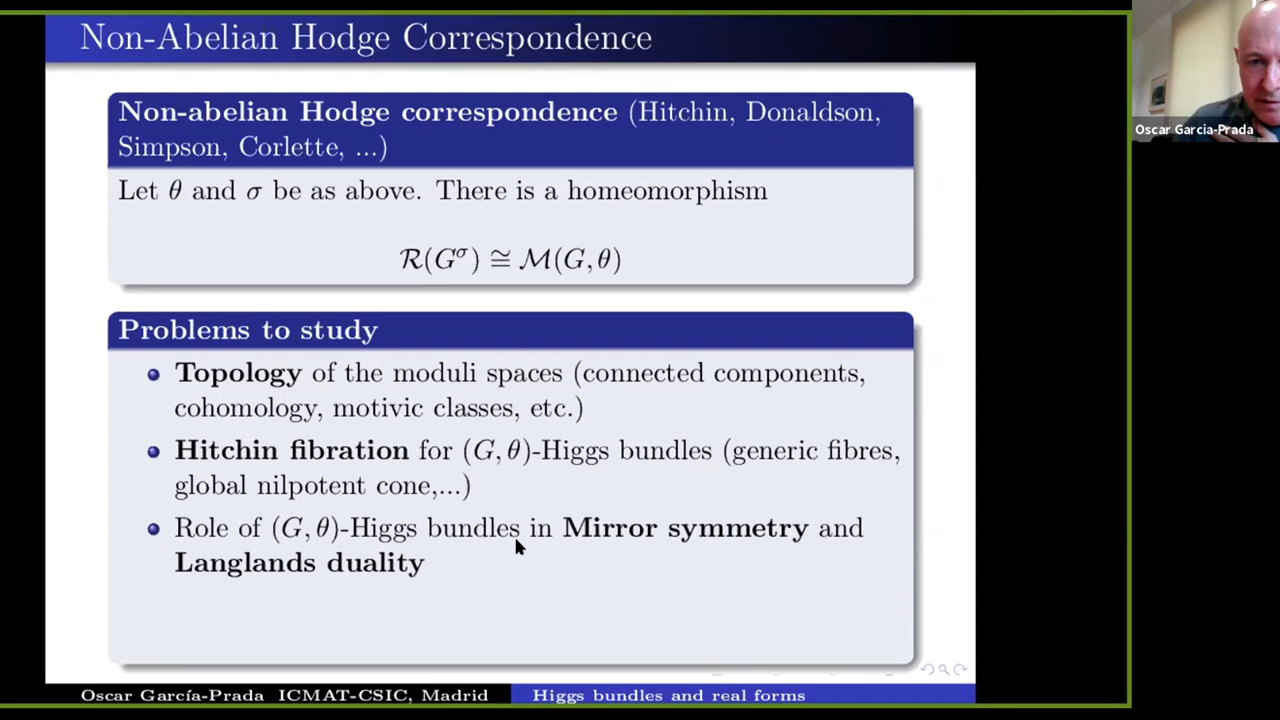 Non-Abelian Hodge Correspondence
Non-abelian Hodge correspondence (Hitchin, Donaldson,
Simpson, Corlette, ...)
Let θ and σ be as above. There is a homeomorphism
ℛ(G^σ) ≅ ℳ(G, θ)
Problems to study
Topology of the moduli spaces (connected components,
cohomology, motivic classes, etc.)
Hitchin fibration for (G, θ)-Higgs bundles (generic fibres,
global nilpotent cone,...)
Role of (G, θ)-Higgs bundles in Mirror symmetry and
Langlands duality
Oscar García-Prada ICMAT-CSIC, Madrid
Higgs bundles and real forms
Oscar Garcia-Prada